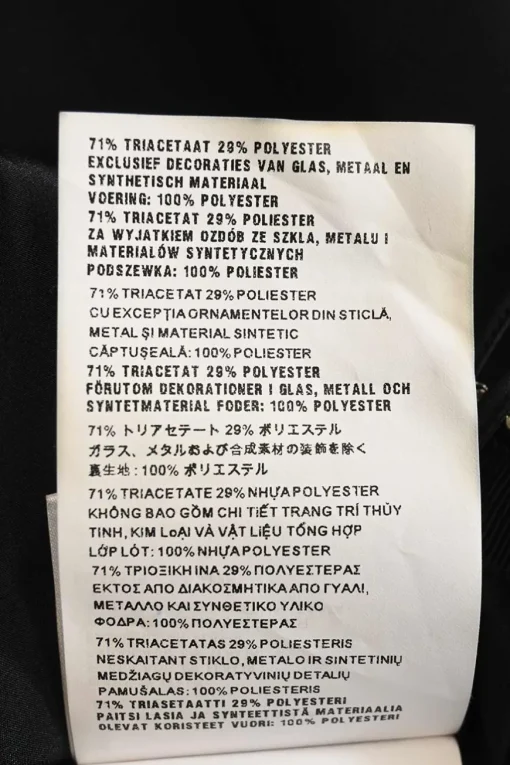 71% TRIACETAAT 29% POLYESTER
EXCLUSIEF DECORATIES VAN GLAS, METAAL EN
SYNTHETISCH MATERIAAL
VOERING: 100% POLYESTER
71% TRIACETAT 29% POLIESTER
ZA WYJATKIEM OZDÓB ZE SZKLA, METALU I
MATERIALÓW SYNTETYCZNYCH
PODSZEWKA: 100% POLIESTER
71% TRIACETAT 29% POLIESTER
CU EXCEPȚIA ORNAMENTELOR DIN STICLĂ,
METAL ȘI MATERIAL SINTETIC
CĂPTUȘEALĂ: 100% POLIESTER
71% TRIACETAT 29% POLYESTER
FÖRUTOM DEKORATIONER I GLAS, METALL OCH
SYNTETMATERIAL FODER: 100% POLYESTER
71% トリアセテート 29% ポリエステル
ガラス、メタルおよび合成素材の装飾を除く
裏生地 : 100% ポリエステル
71% TRIACETATE 29% NHỰA POLYESTER
KHÔNG BAO GỒM CHI TIẾT TRANG TRÍ THỦY
TINH, KIM LOẠI VÀ VẬT LIỆU TỔNG HỢP
LỚP LÓT: 100% NHỰA POLYESTER
71% ΤΡΙΟΞΙΚΗ ΙΝΑ 29% ΠΟΛΥΕΣΤΕΡΑΣ
ΕΚΤΟΣ ΑΠΟ ΔΙΑΚΟΣΜΗΤΙΚΑ ΑΠΟ ΓΥΑΛΙ,
ΜΕΤΑΛΛΟ ΚΑΙ ΣΥΝΘΕΤΙΚΟ ΥΛΙΚΟ
ΦΟΔΡΑ: 100% ΠΟΛΥΕΣΤΕΡΑΣ
71% TRIACETATAS 29% POLIESTERIS
NESKAITANT STIKLO, METALO IR SINTETINIŲ
MEDŽIAGŲ DEKORATYVINIŲ DETALIŲ
PAMUŠALAS: 100% POLIESTERIS
71% TRIASETAATTI 29% POLYESTERI
PAITSI LASIA JA SYNTEETTISTÄ MATERIAALIA
OLEVAT KORISTEET VUORI: 100% POLYESTERI